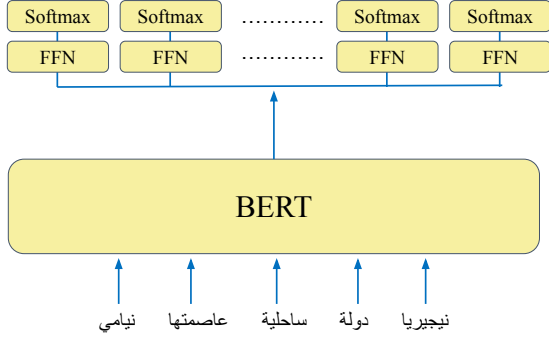 Softmax Softmax ............ Softmax Softmax
FFN FFN ............ FFN FFN
BERT
نيجيريا دولة ساحلية عاصمتها نيامي